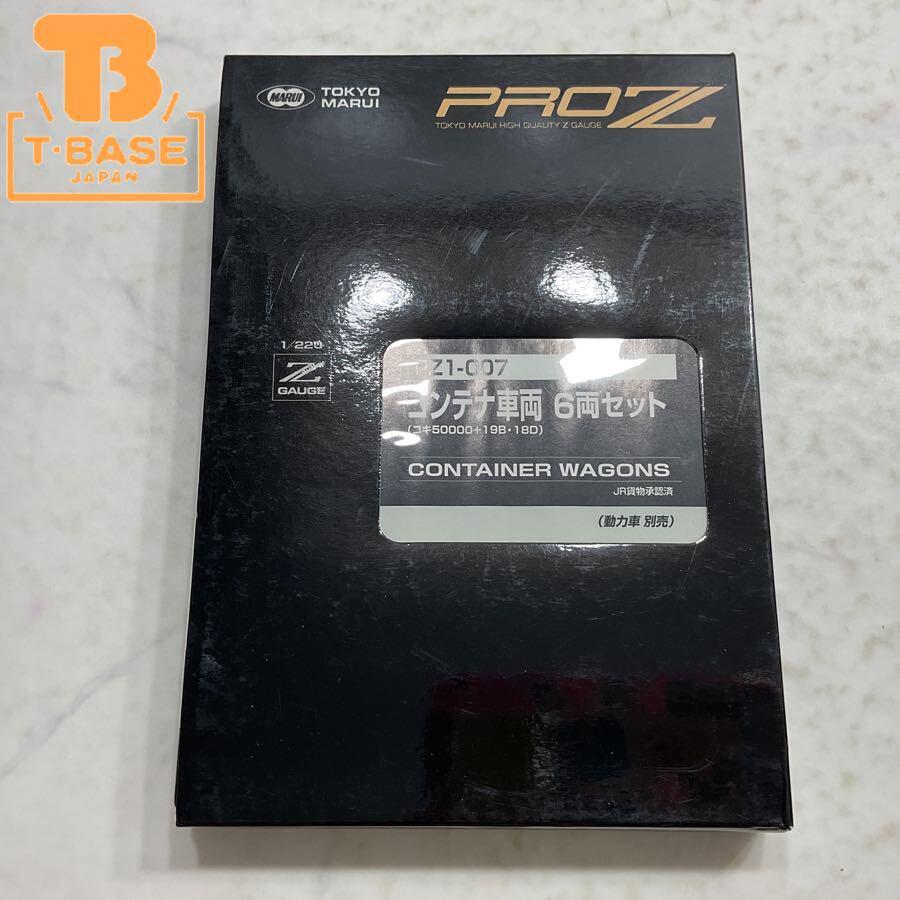 T・BASE
JAPAN
MARUI
TOKYO
MARUI
PROZ
TOKYO MARUI HIGH QUALITY Z GAUGE
1/220
Z
GAUGE
Z1-007
コンテナ車両 6両セット
(コキ50000+19B・18D)
CONTAINER WAGONS
JR貨物承認済
(動力車 別売)